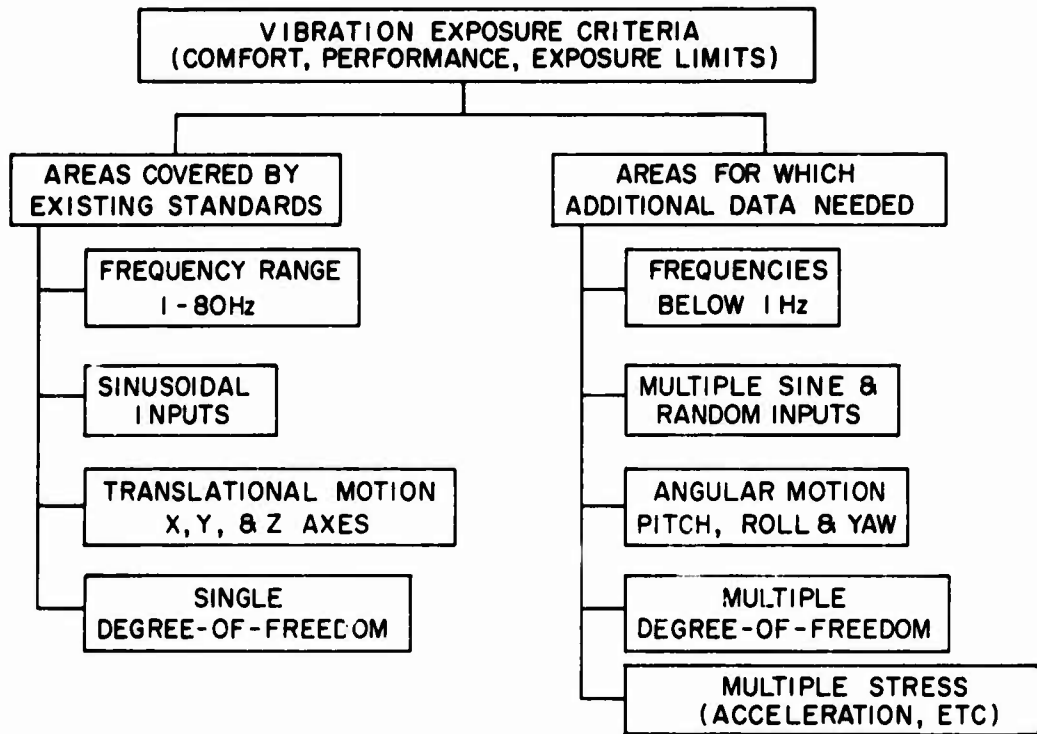 VIBRATION EXPOSURE CRITERIA
(COMFORT, PERFORMANCE, EXPOSURE LIMITS)
AREAS COVERED BY
EXISTING STANDARDS
FREQUENCY RANGE
1-80Hz
SINUSOIDAL
INPUTS
TRANSLATIONAL MOTION
X, Y, & Z AXES
SINGLE
DEGREE-OF-FREEDOM
AREAS FOR WHICH
ADDITIONAL DATA NEEDED
FREQUENCIES
BELOW 1 Hz
MULTIPLE SINE &
RANDOM INPUTS
ANGULAR MOTION
PITCH, ROLL & YAW
MULTIPLE
DEGREE-OF-FREEDOM
MULTIPLE STRESS
(ACCELERATION, ETC)